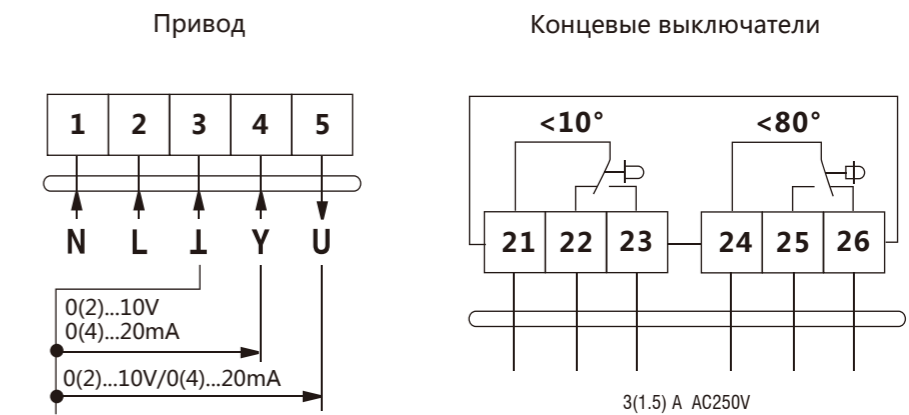 Привод
Концевые выключатели
1 2 3 4 5
N L ⊥ Y U
0(2)...10V
0(4)...20mA
0(2)...10V/0(4)...20mA
<10° <80°
21 22 23 24 25 26
3(1.5) A AC250V